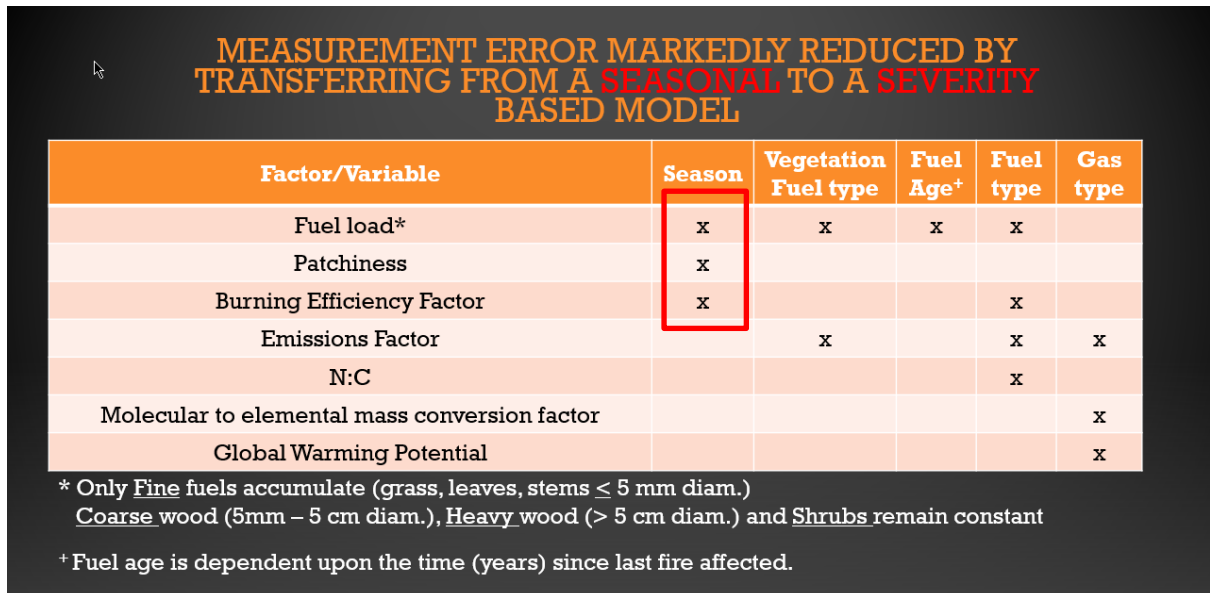 MEASUREMENT ERROR MARKEDLY REDUCED BY
TRANSFERRING FROM A SEASONAL TO A SEVERITY
BASED MODEL
Factor/Variable Season Vegetation Fuel type Fuel Age+ Fuel type Gas type
Fuel load* x x x x
Patchiness x
Burning Efficiency Factor x x
Emissions Factor x x x
N:C x
Molecular to elemental mass conversion factor x
Global Warming Potential x
* Only Fine fuels accumulate (grass, leaves, stems ≤ 5 mm diam.)
Coarse wood (5mm – 5 cm diam.), Heavy wood (> 5 cm diam.) and Shrubs remain constant
+ Fuel age is dependent upon the time (years) since last fire affected.